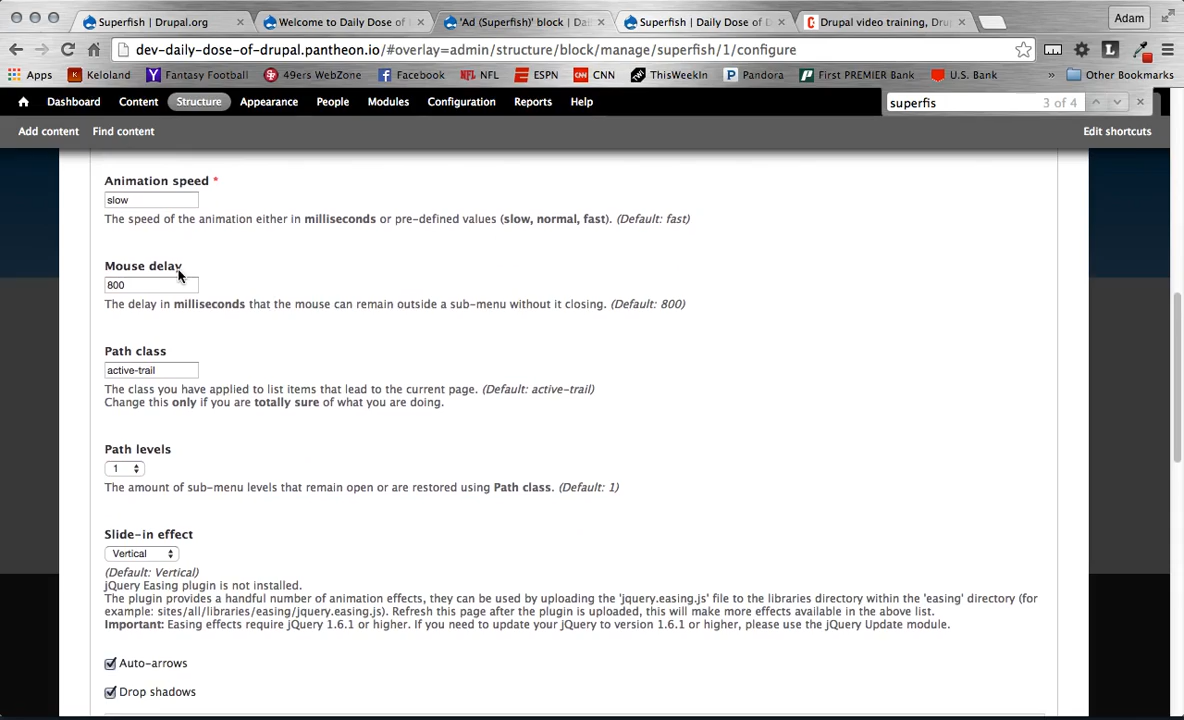 Superfish | Drupal.org
Welcome to Daily Dose of
'Ad (Superfish)' block | Dai
Superfish | Daily Dose of D
Drupal video training, Dru
Adam
dev-daily-dose-of-drupal.pantheon.io/#overlay=admin/structure/block/manage/superfish/1/configure
Apps
Keloland
Fantasy Football
49ers WebZone
Facebook
NFL
ESPN
CNN
ThisWeekIn
Pandora
First PREMIER Bank
U.S. Bank
»
Other Bookmarks
Dashboard
Content
Structure
Appearance
People
Modules
Configuration
Reports
Help
superfis
3 of 4
Add content
Find content
Edit shortcuts
Animation speed *
slow
The speed of the animation either in milliseconds or pre-defined values (slow, normal, fast). (Default: fast)
Mouse delay
800
The delay in milliseconds that the mouse can remain outside a sub-menu without it closing. (Default: 800)
Path class
active-trail
The class you have applied to list items that lead to the current page. (Default: active-trail)
Change this only if you are totally sure of what you are doing.
Path levels
1
The amount of sub-menu levels that remain open or are restored using Path class. (Default: 1)
Slide-in effect
Vertical
(Default: Vertical)
jQuery Easing plugin is not installed.
The plugin provides a handful number of animation effects, they can be used by uploading the 'jquery.easing.js' file to the libraries directory within the 'easing' directory (for
example: sites/all/libraries/easing/jquery.easing.js). Refresh this page after the plugin is uploaded, this will make more effects available in the above list.
Important: Easing effects require jQuery 1.6.1 or higher. If you need to update your jQuery to version 1.6.1 or higher, please use the jQuery Update module.
Auto-arrows
Drop shadows